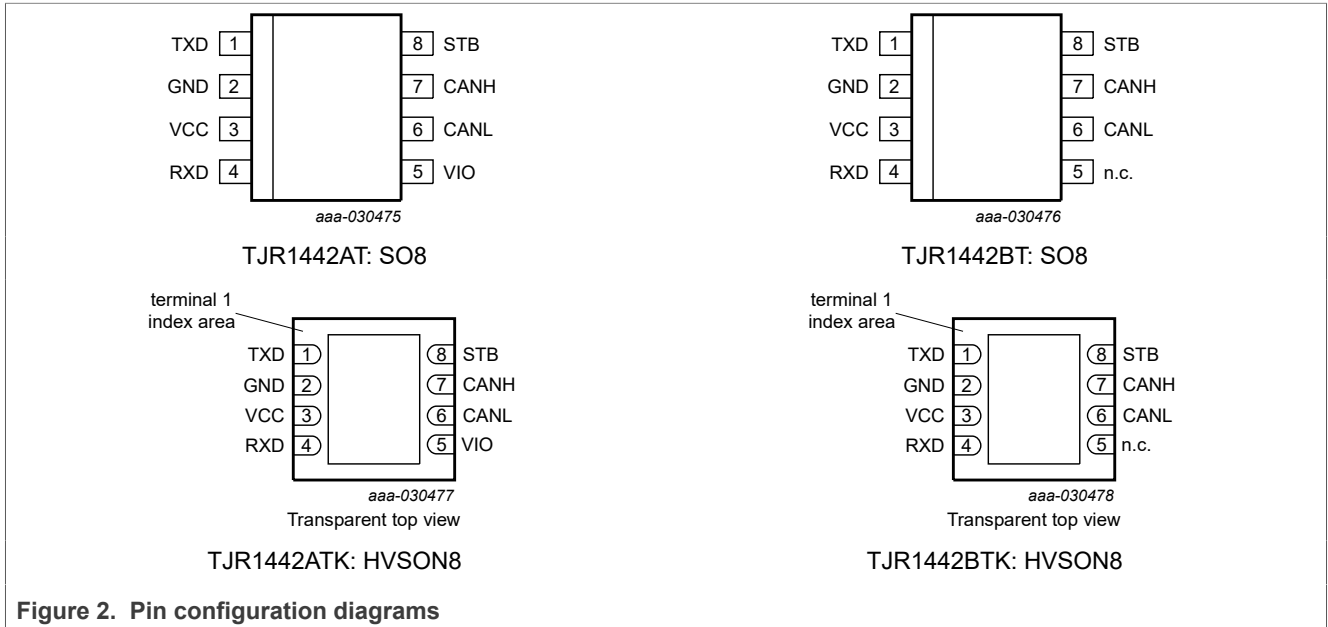 TXD 1 8 STB
GND 2 7 CANH
VCC 3 6 CANL
RXD 4 5 VIO
aaa-030475
TJR1442AT: SO8
TXD 1 8 STB
GND 2 7 CANH
VCC 3 6 CANL
RXD 4 5 n.c.
aaa-030476
TJR1442BT: SO8
terminal 1
index area
TXD 1 8 STB
GND 2 7 CANH
VCC 3 6 CANL
RXD 4 5 VIO
aaa-030477
Transparent top view
TJR1442ATK: HVSON8
terminal 1
index area
TXD 1 8 STB
GND 2 7 CANH
VCC 3 6 CANL
RXD 4 5 n.c.
aaa-030478
Transparent top view
TJR1442BTK: HVSON8
Figure 2. Pin configuration diagrams